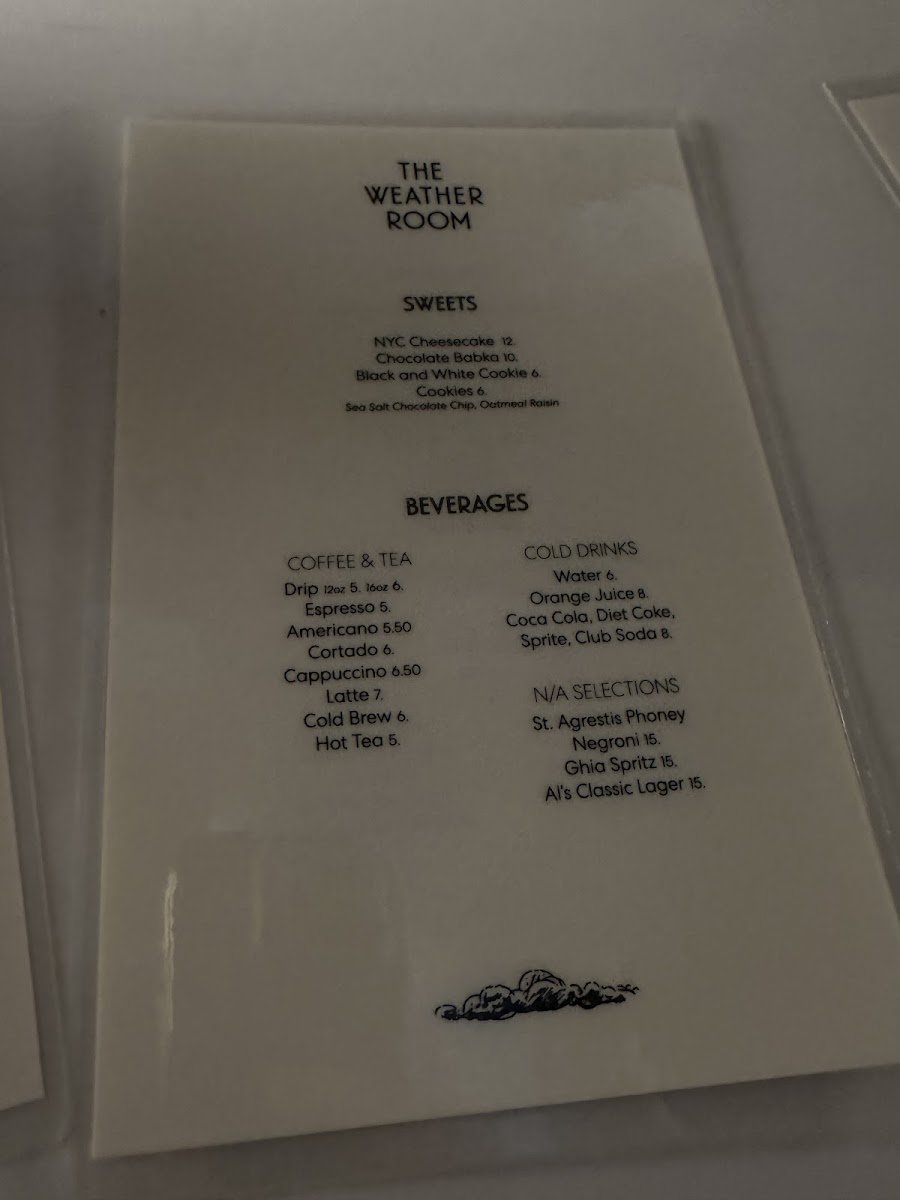 THE
WEATHER
ROOM
SWEETS
NYC Cheesecake 12.
Chocolate Babka 10.
Black and White Cookie 6.
Cookies 6.
Sea Salt Chocolate Chip, Oatmeal Raisin
BEVERAGES
COFFEE & TEA
Drip 12oz 5. 16oz 6.
Espresso 5.
Americano 5.50
Cortado 6.
Cappuccino 6.50
Latte 7.
Cold Brew 6.
Hot Tea 5.
COLD DRINKS
Water 6.
Orange Juice 8.
Coca Cola, Diet Coke,
Sprite, Club Soda 8.
N/A SELECTIONS
St. Agrestis Phoney
Negroni 15.
Ghia Spritz 15.
Al's Classic Lager 15.